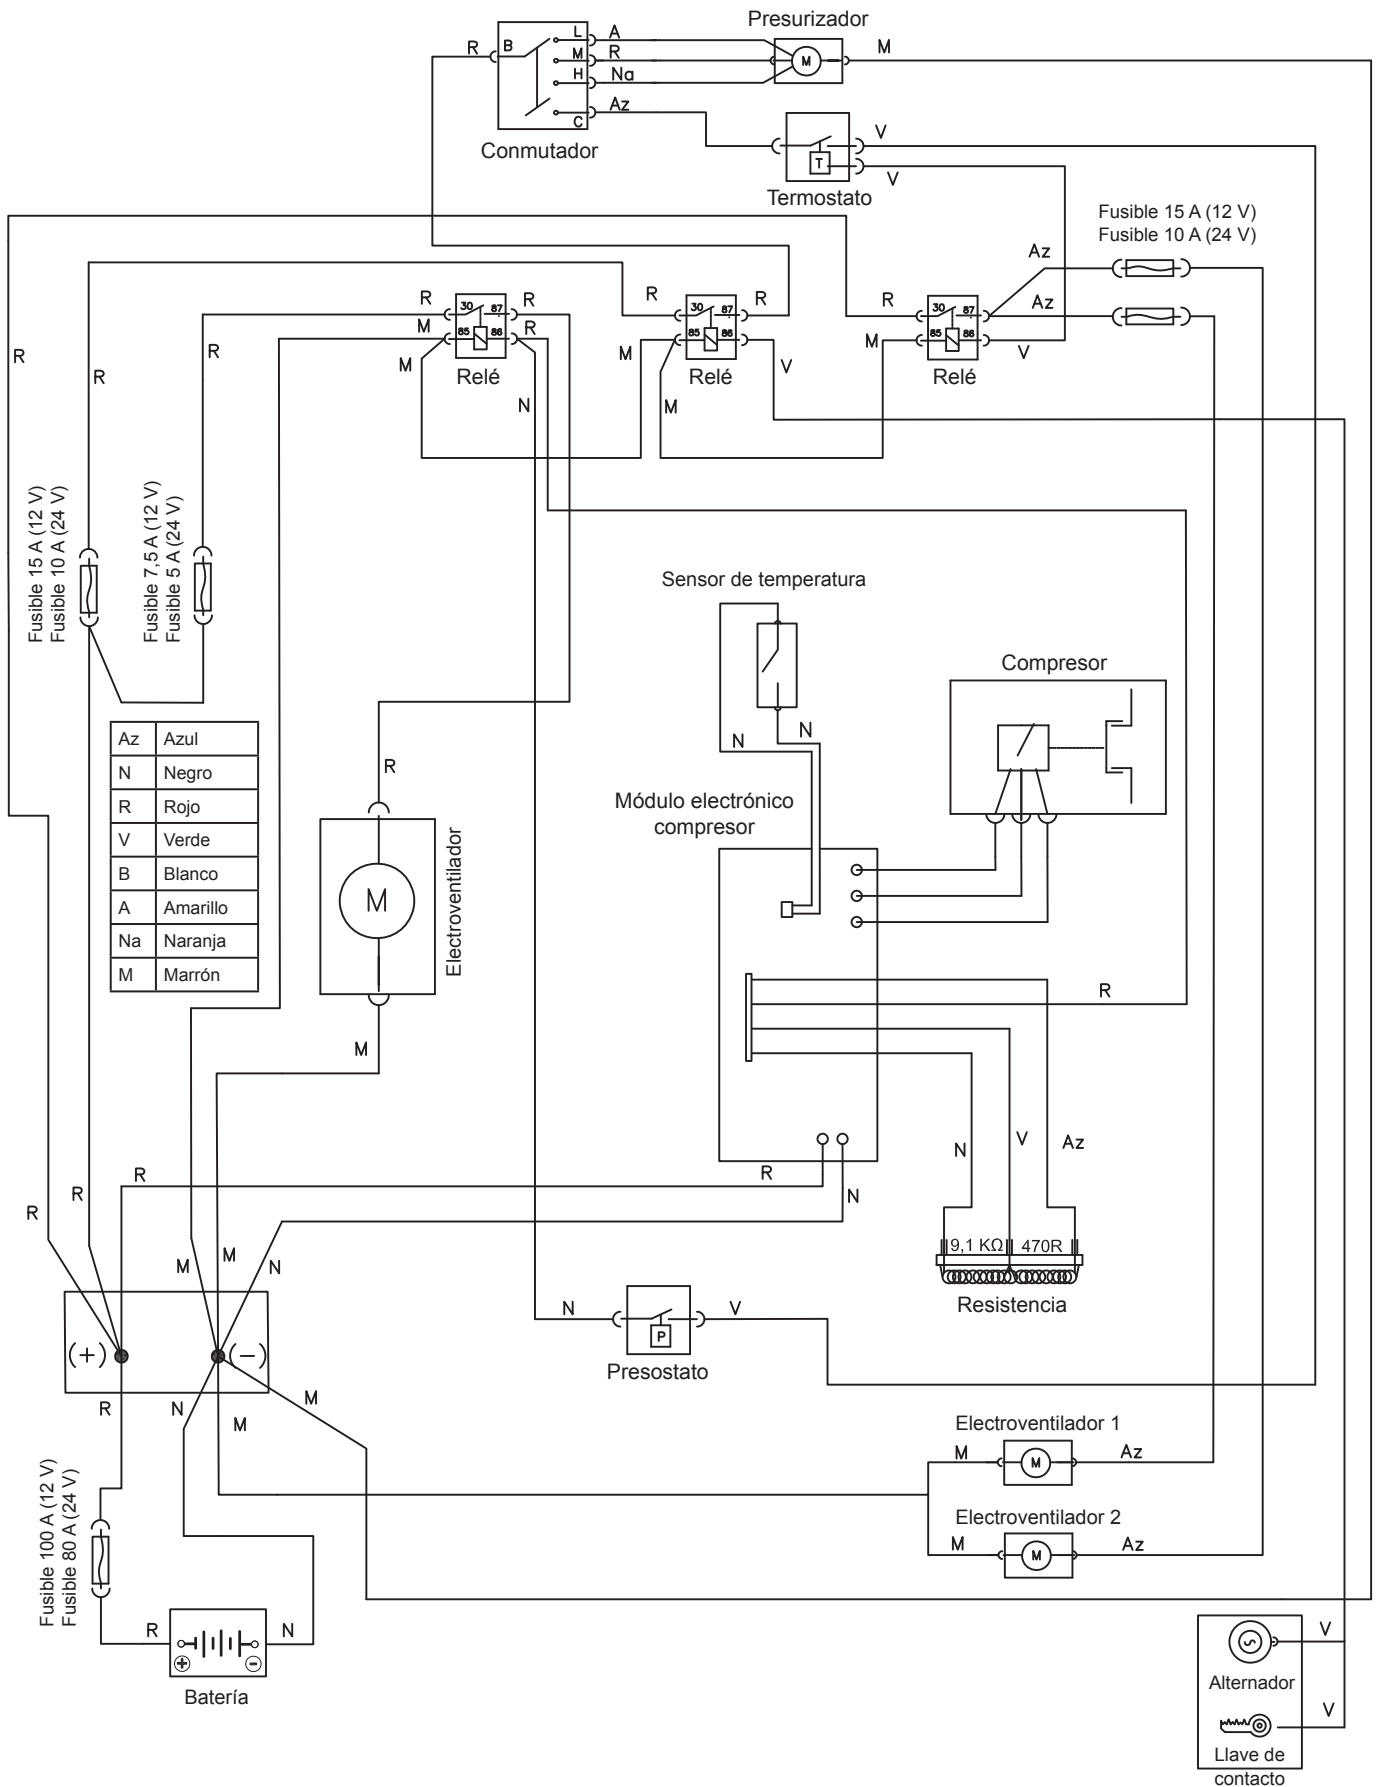 Presurizador
R
B
L
A
M
R
H
Na
C
Az
M
M
Conmutador
V
T
V
Termostato
Fusible 15 A (12 V)
Fusible 10 A (24 V)
Az
Az
R
30
87
R
M
85
86
R
M
Relé
N
R
30
87
R
M
85
86
V
Relé
M
R
30
87
M
85
86
V
Relé
R
R
R
Fusible 15 A (12 V)
Fusible 10 A (24 V)
Fusible 7,5 A (12 V)
Fusible 5 A (24 V)
Sensor de temperatura
N
N
Compresor
Módulo electrónico
compresor
Az Azul
N Negro
R Rojo
V Verde
B Blanco
A Amarillo
Na Naranja
M Marrón
R
M
Electroventilador
M
R
N
V
Az
R
R
N
9,1 KΩ
470R
Resistencia
R
R
M
M
N
(+)
(-)
N
P
V
Presostato
R
N
M
M
Fusible 100 A (12 V)
Fusible 80 A (24 V)
R
N
+
-
Batería
Electroventilador 1
M
M
Az
Electroventilador 2
M
M
Az
V
Alternador
V
Llave de
contacto